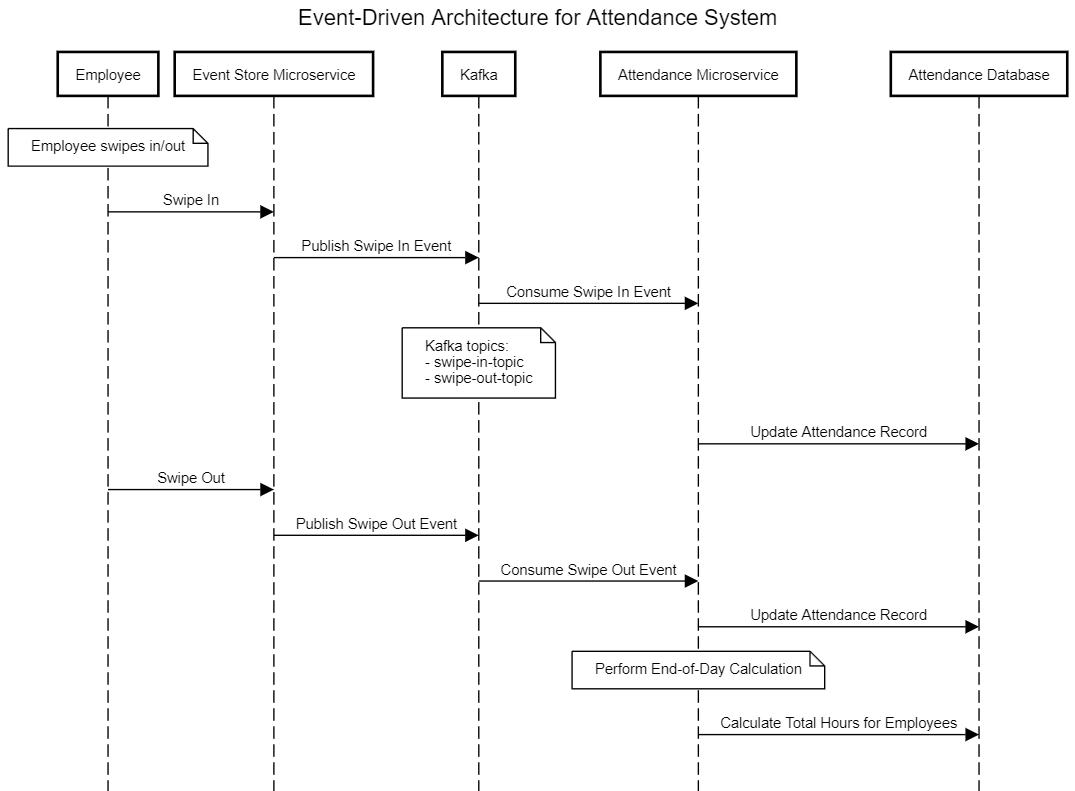 Event-Driven Architecture for Attendance System
Employee
Event Store Microservice
Kafka
Attendance Microservice
Attendance Database
Employee swipes in/out
Swipe In
Publish Swipe In Event
Consume Swipe In Event
Kafka topics:
- swipe-in-topic
- swipe-out-topic
Update Attendance Record
Swipe Out
Publish Swipe Out Event
Consume Swipe Out Event
Update Attendance Record
Perform End-of-Day Calculation
Calculate Total Hours for Employees